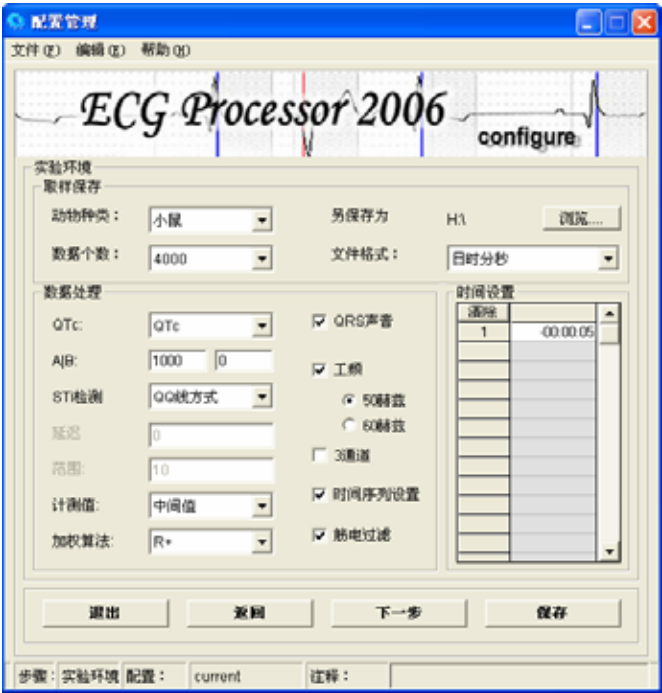 配置管理
文件(F) 编辑(E) 帮助(H)
ECG Processor 2006
configure
实验环境
取样保存
动物种类： 小鼠 另保存为 H:\ 浏览....
数据个数： 4000 文件格式： 日时分秒
数据处理 时间设置
QTc: QTc QRS声音 清除
1 -00:00:05
A|B: 1000 0 工频
STI检测 QQ线方式 50赫兹
延迟 0 60赫兹
范围: 10 3通道
计测值: 中间值 时间序列设置
加权算法: R+ 筋电过滤
退出 返回 下一步 保存
步骤： 实验环境 配置： current 注释：